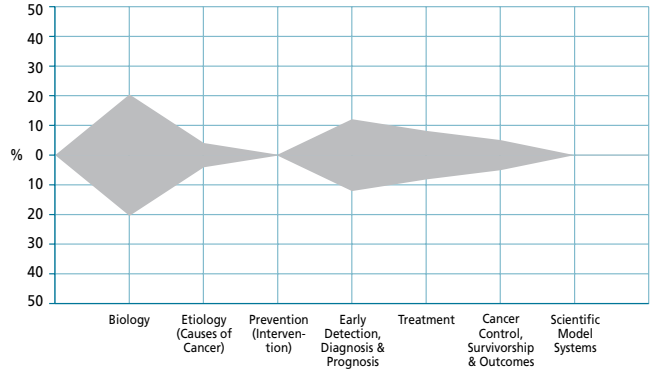 50
40
30
20
10
% 0
10
20
30
40
50
Biology
Etiology
(Causes of
Cancer)
Prevention
(Interven-
tion)
Early
Detection,
Diagnosis &
Prognosis
Treatment
Cancer
Control,
Survivorship
& Outcomes
Scientific
Model
Systems